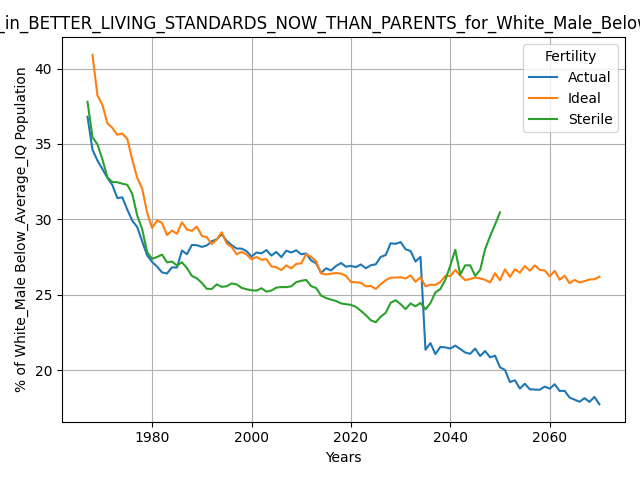 _in_BETTER_LIVING_STANDARDS_NOW_THAN_PARENTS_for_White_Male_Below
% of White_Male Below_Average_IQ Population
40
35
30
25
20
Fertility
Actual
Ideal
Sterile
1980
2000
2020
2040
2060
Years